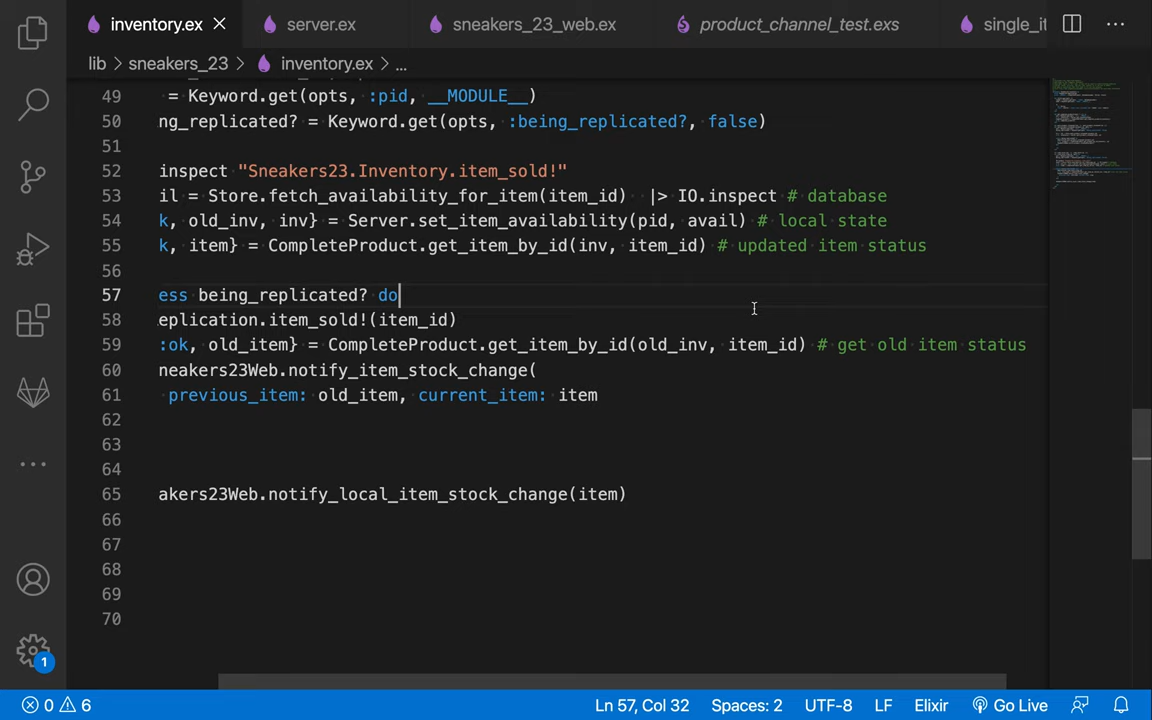 inventory.ex
server.ex
sneakers_23_web.ex
product_channel_test.exs
single_it
lib > sneakers_23 > inventory.ex > ...
49 = Keyword.get(opts, :pid, __MODULE__)
50 ng_replicated? = Keyword.get(opts, :being_replicated?, false)
51
52 inspect "Sneakers23.Inventory.item_sold!"
53 il = Store.fetch_availability_for_item(item_id) |> IO.inspect # database
54 k, old_inv, inv} = Server.set_item_availability(pid, avail) # local state
55 k, item} = CompleteProduct.get_item_by_id(inv, item_id) # updated item status
56
57 ess being_replicated? do
58 eplication.item_sold!(item_id)
59 :ok, old_item} = CompleteProduct.get_item_by_id(old_inv, item_id) # get old item status
60 neakers23Web.notify_item_stock_change(
61 previous_item: old_item, current_item: item
62
63
64
65 akers23Web.notify_local_item_stock_change(item)
66
67
68
69
70
1
0 6 Ln 57, Col 32 Spaces: 2 UTF-8 LF Elixir Go Live